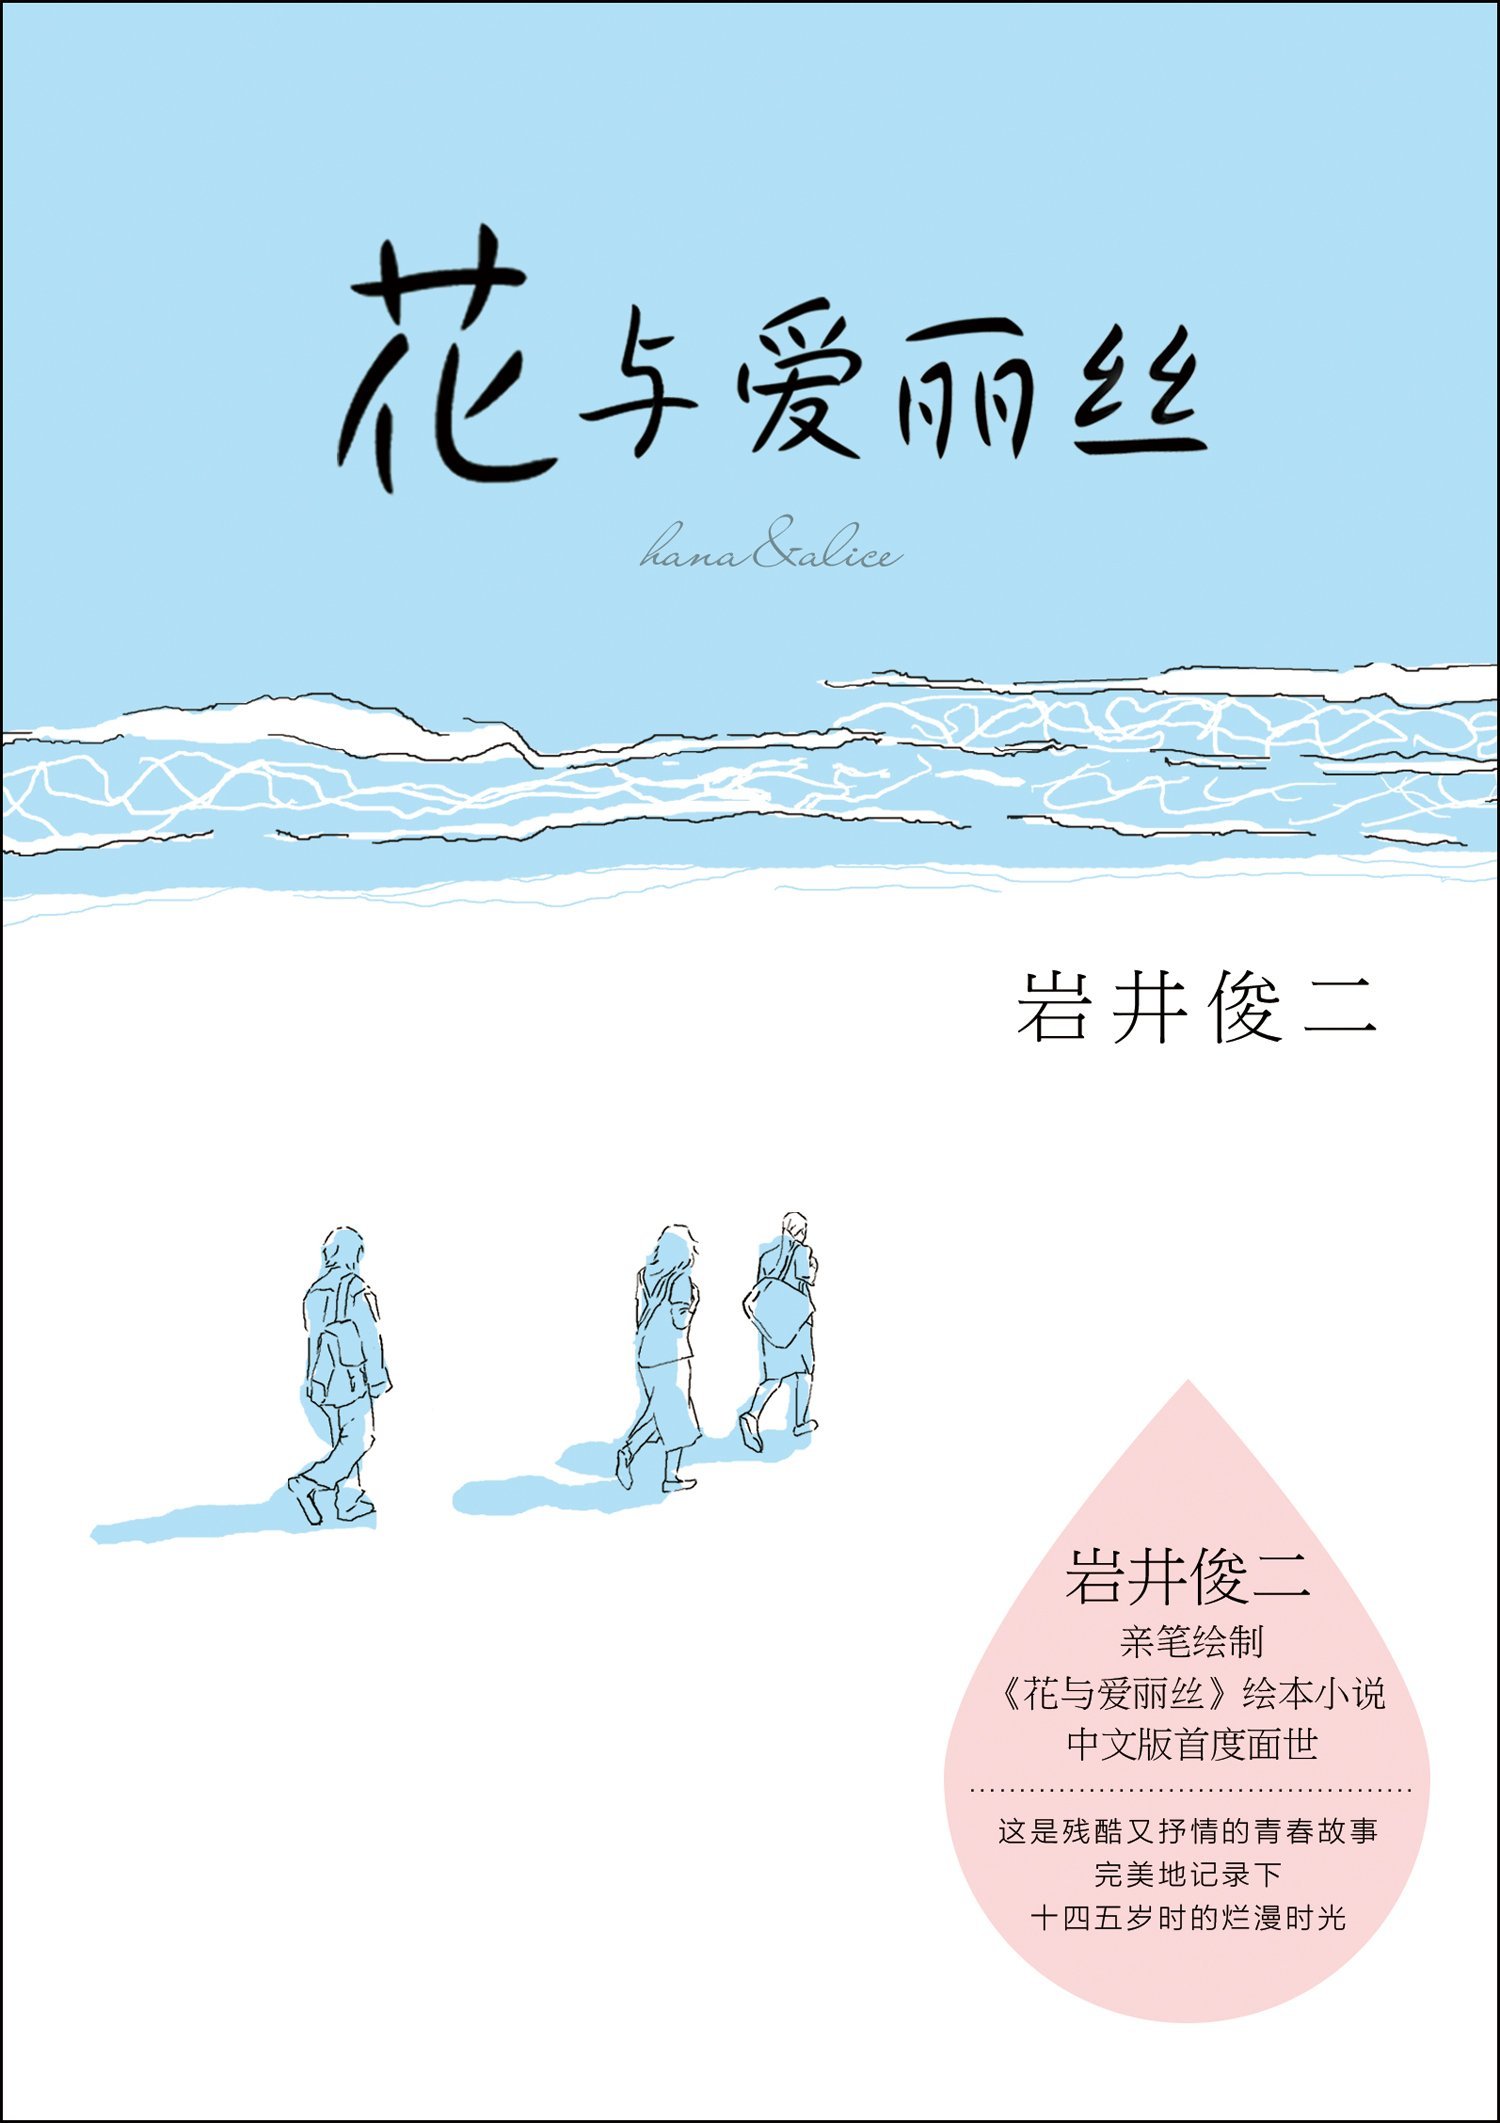 花与爱丽丝
hana&alice
岩井俊二
岩井俊二
亲笔绘制
《花与爱丽丝》绘本小说
中文版首度面世
这是残酷又抒情的青春故事
完美地记录下
十四五岁时的烂漫时光